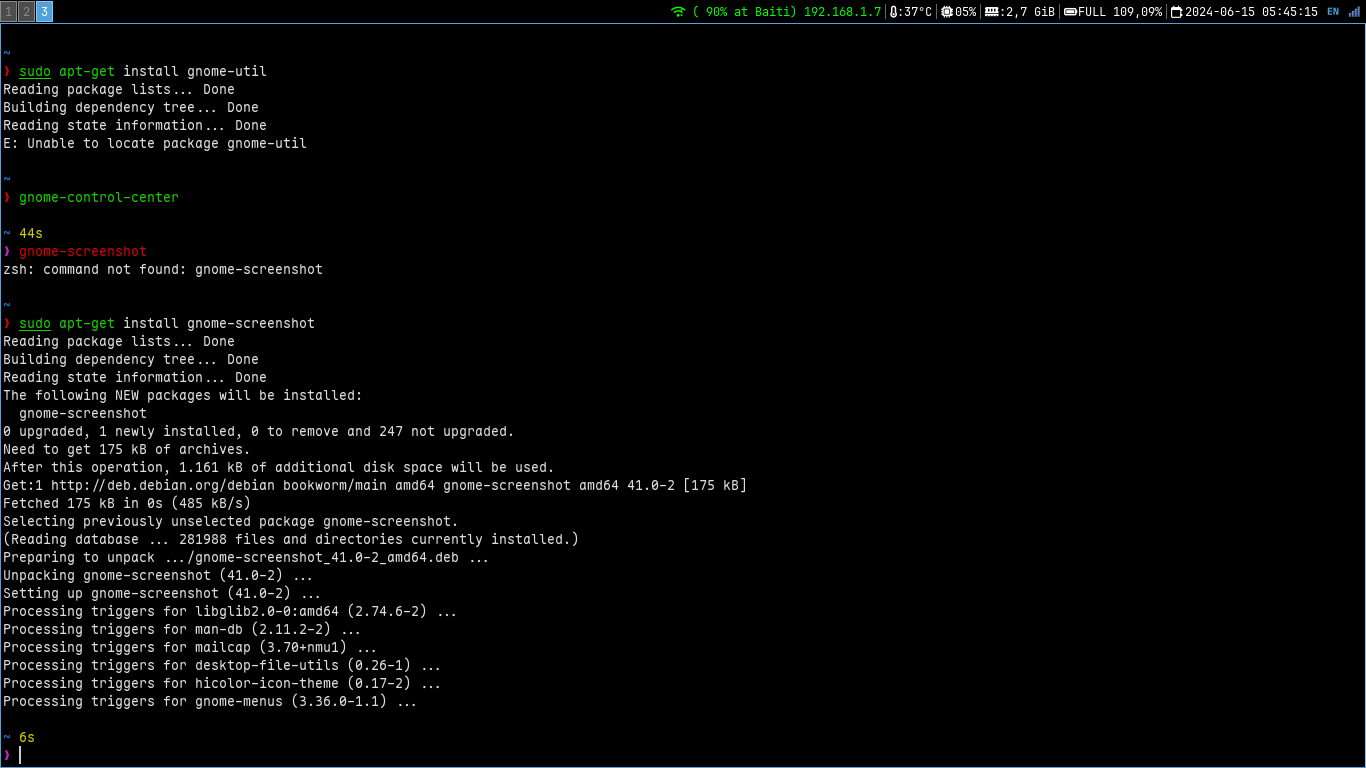 1 2 3 ( 90% at Baiti) 192.168.1.7 :37°C 05% :2,7 GiB FULL 109,09% 2024-06-15 05:45:15 EN
~
❯ sudo apt-get install gnome-util
Reading package lists... Done
Building dependency tree... Done
Reading state information... Done
E: Unable to locate package gnome-util
~
❯ gnome-control-center
~ 44s
❯ gnome-screenshot
zsh: command not found: gnome-screenshot
~
❯ sudo apt-get install gnome-screenshot
Reading package lists... Done
Building dependency tree... Done
Reading state information... Done
The following NEW packages will be installed:
  gnome-screenshot
0 upgraded, 1 newly installed, 0 to remove and 247 not upgraded.
Need to get 175 kB of archives.
After this operation, 1.161 kB of additional disk space will be used.
Get:1 http://deb.debian.org/debian bookworm/main amd64 gnome-screenshot amd64 41.0-2 [175 kB]
Fetched 175 kB in 0s (485 kB/s)
Selecting previously unselected package gnome-screenshot.
(Reading database ... 281988 files and directories currently installed.)
Preparing to unpack .../gnome-screenshot_41.0-2_amd64.deb ...
Unpacking gnome-screenshot (41.0-2) ...
Setting up gnome-screenshot (41.0-2) ...
Processing triggers for libglib2.0-0:amd64 (2.74.6-2) ...
Processing triggers for man-db (2.11.2-2) ...
Processing triggers for mailcap (3.70+nmu1) ...
Processing triggers for desktop-file-utils (0.26-1) ...
Processing triggers for hicolor-icon-theme (0.17-2) ...
Processing triggers for gnome-menus (3.36.0-1.1) ...
~ 6s
❯